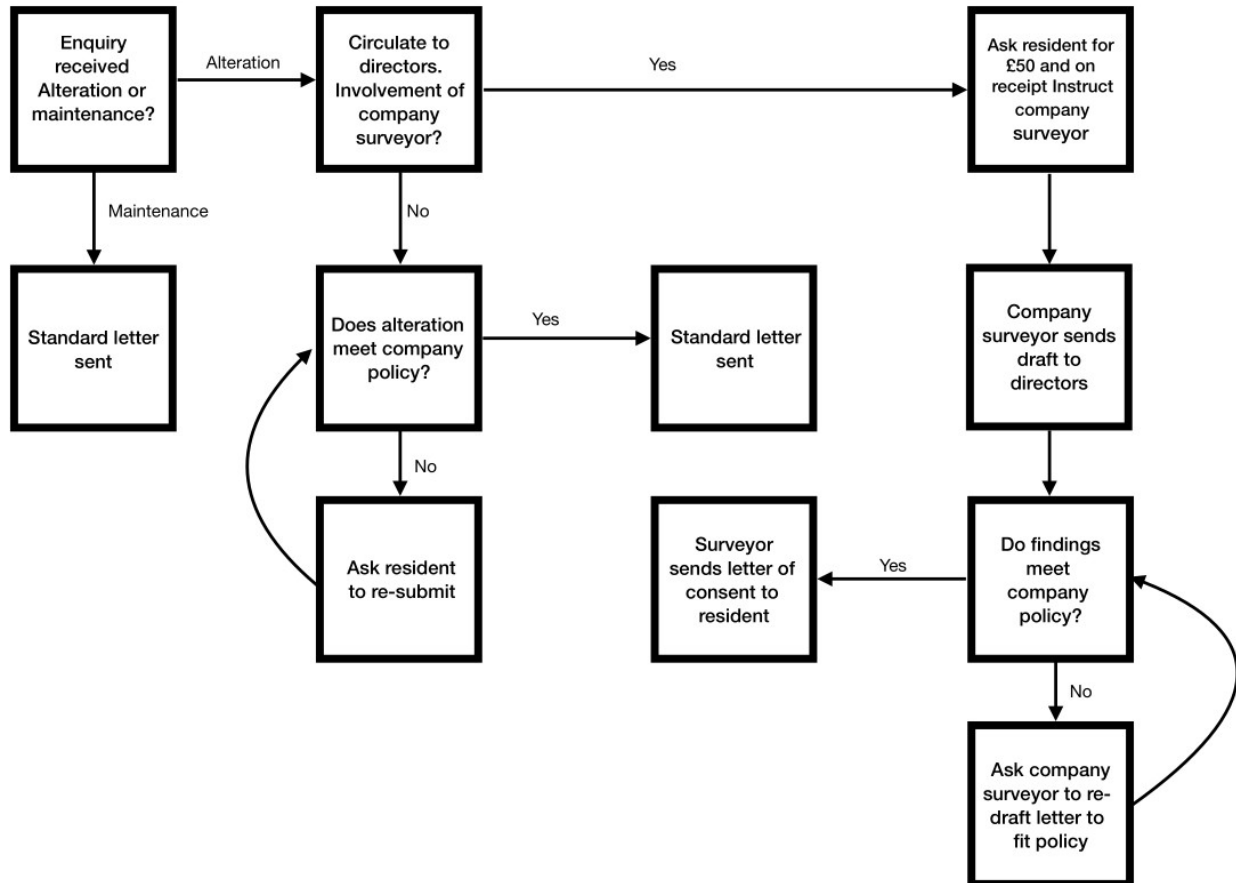 Enquiry
received
Alteration or
maintenance?
Alteration
Circulate to
directors.
Involvement of
company
surveyor?
Yes
Ask resident for
£50 and on
receipt Instruct
company
surveyor
Maintenance
No
Standard letter
sent
Does alteration
meet company
policy?
Yes
Standard letter
sent
Company
surveyor sends
draft to
directors
No
Ask resident
to re-submit
Surveyor
sends letter of
consent to
resident
Yes
Do findings
meet
company
policy?
No
Ask company
surveyor to re-
draft letter to
fit policy